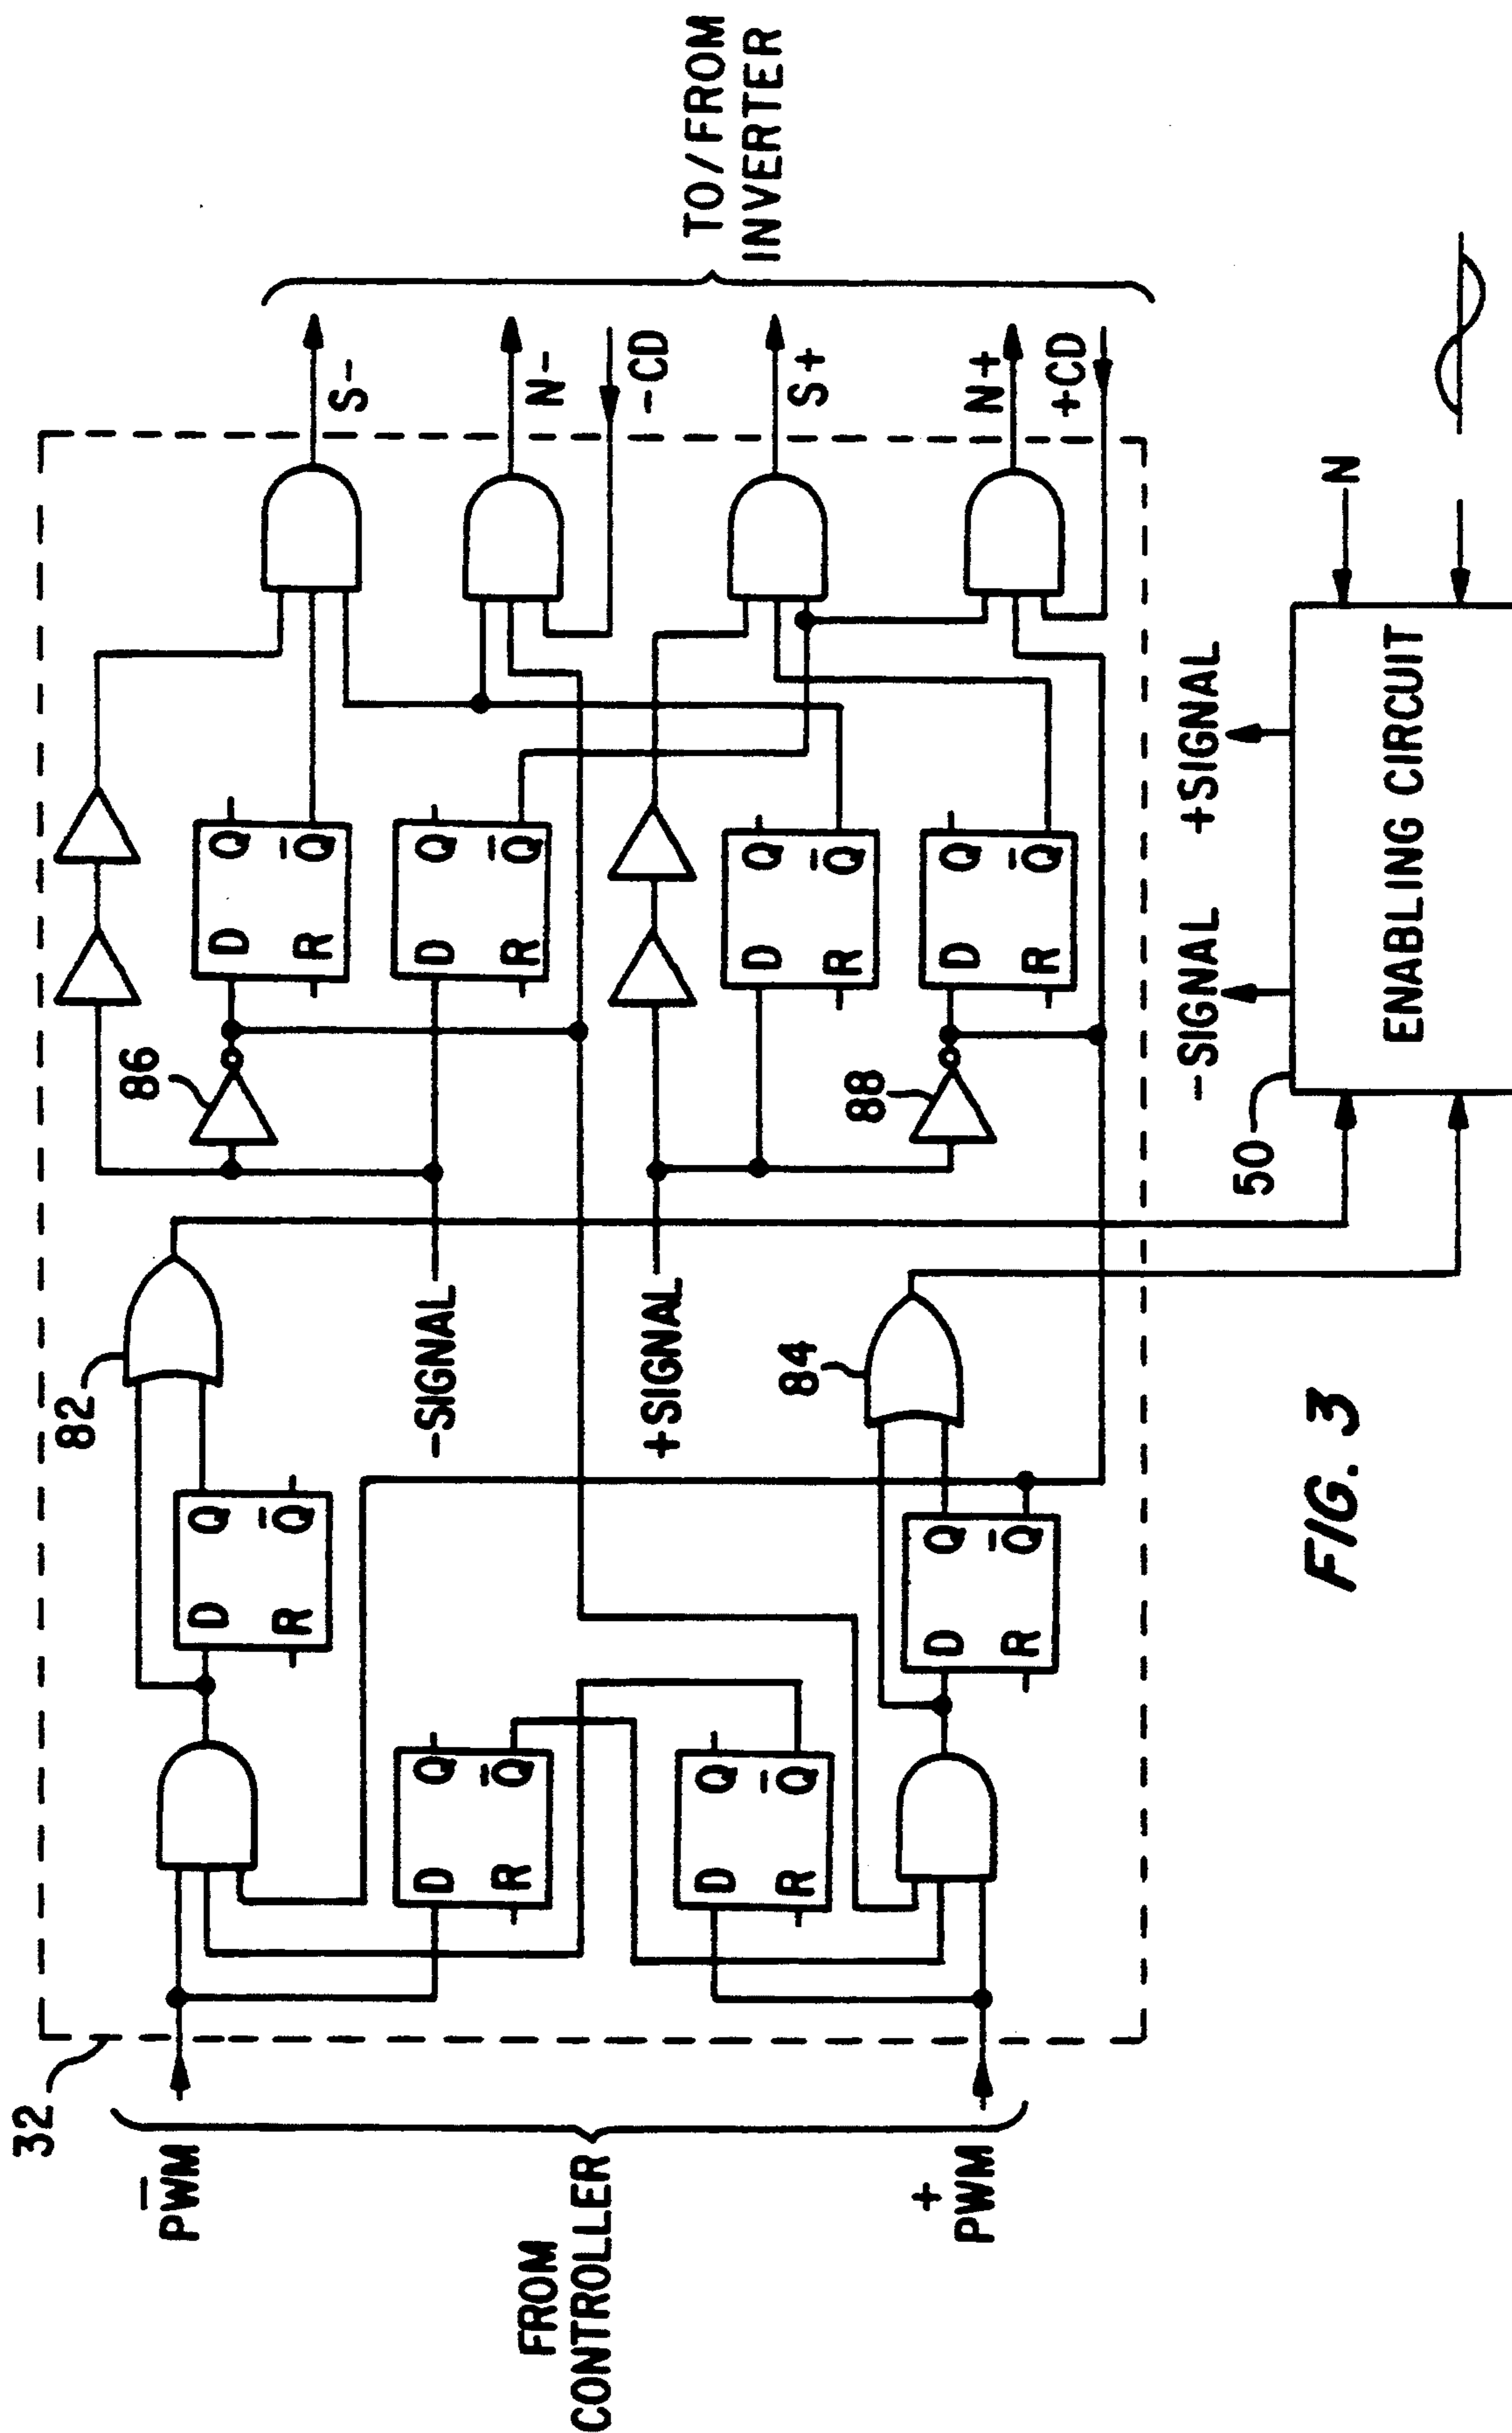 32
FROM
CONTROLLER
—
PWM
+
PWM
82
84
86
88
D Q
R Q̅
D Q
R Q̅
D Q
R Q̅
D Q
R Q̅
-SIGNAL
+SIGNAL
D Q
R Q̅
D Q
R Q̅
D Q
R Q̅
D Q
R Q̅
S-
N-
-CD
S+
N+
+CD
TO/FROM
INVERTER
50
-SIGNAL +SIGNAL
ENABLING CIRCUIT
N
FIG. 3